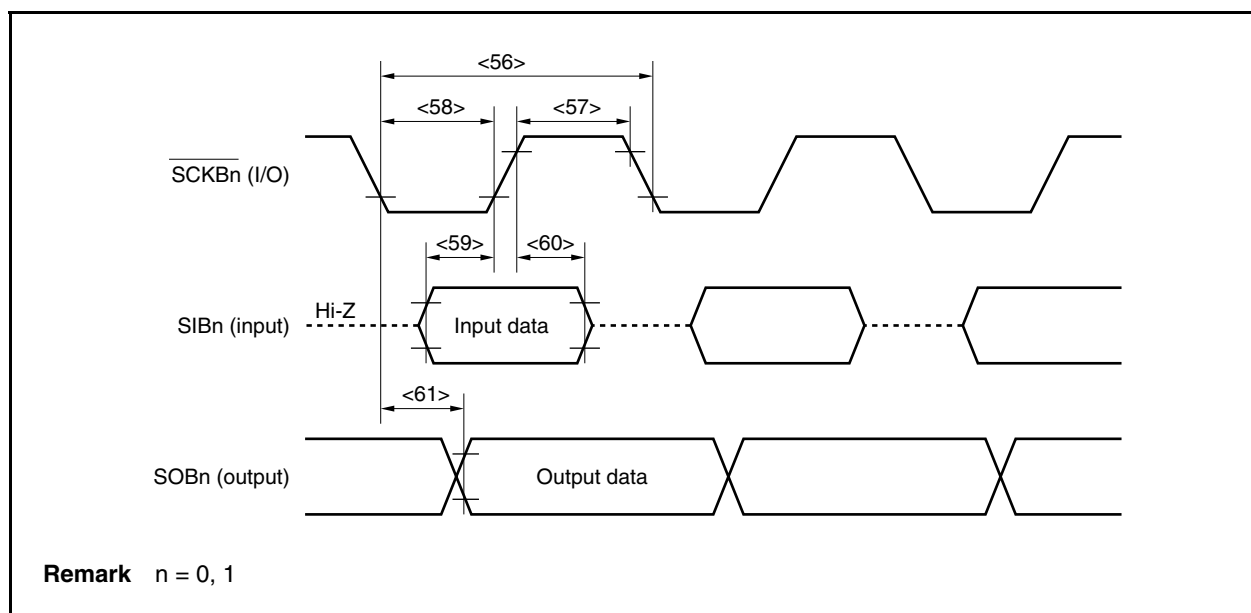 <56>
<58>
<57>
SCKBn (I/O)
<59>
<60>
Hi-Z
SIBn (input)
Input data
<61>
SOBn (output)
Output data
Remark n = 0, 1